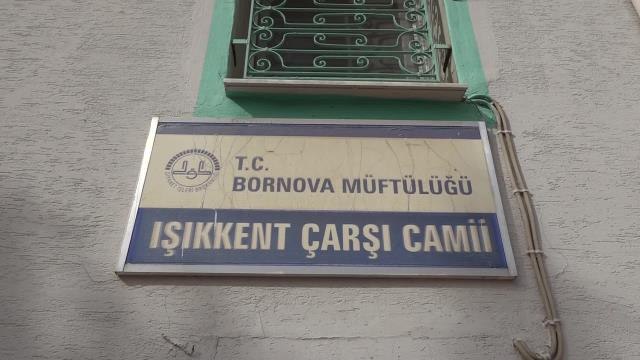 T.C.
BORNOVA MÜFTÜLÜĞÜ
IŞIKKENT ÇARŞI CAMİİ